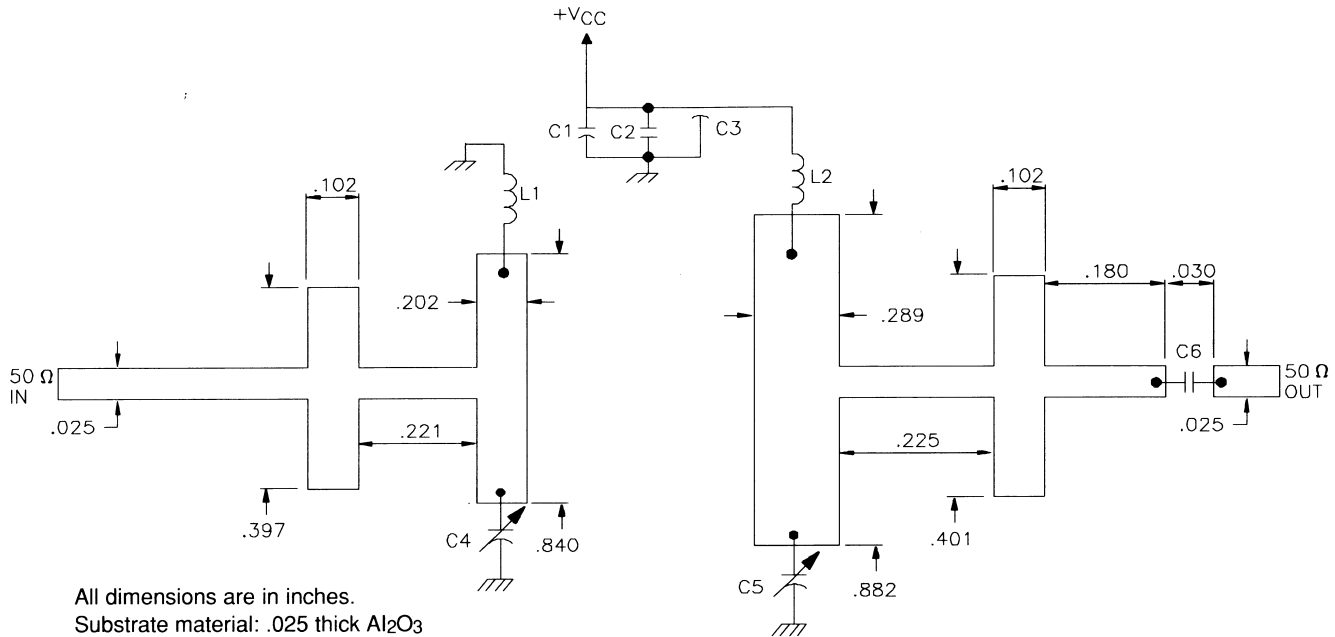 +VCC
C1
C2
C3
L1
L2
.102
.102
.202
.289
.180
.030
C6
50 Ω
IN
.025
.221
.225
50 Ω
OUT
.025
.397
C4
.840
C5
.882
.401
All dimensions are in inches.
Substrate material: .025 thick Al2O3